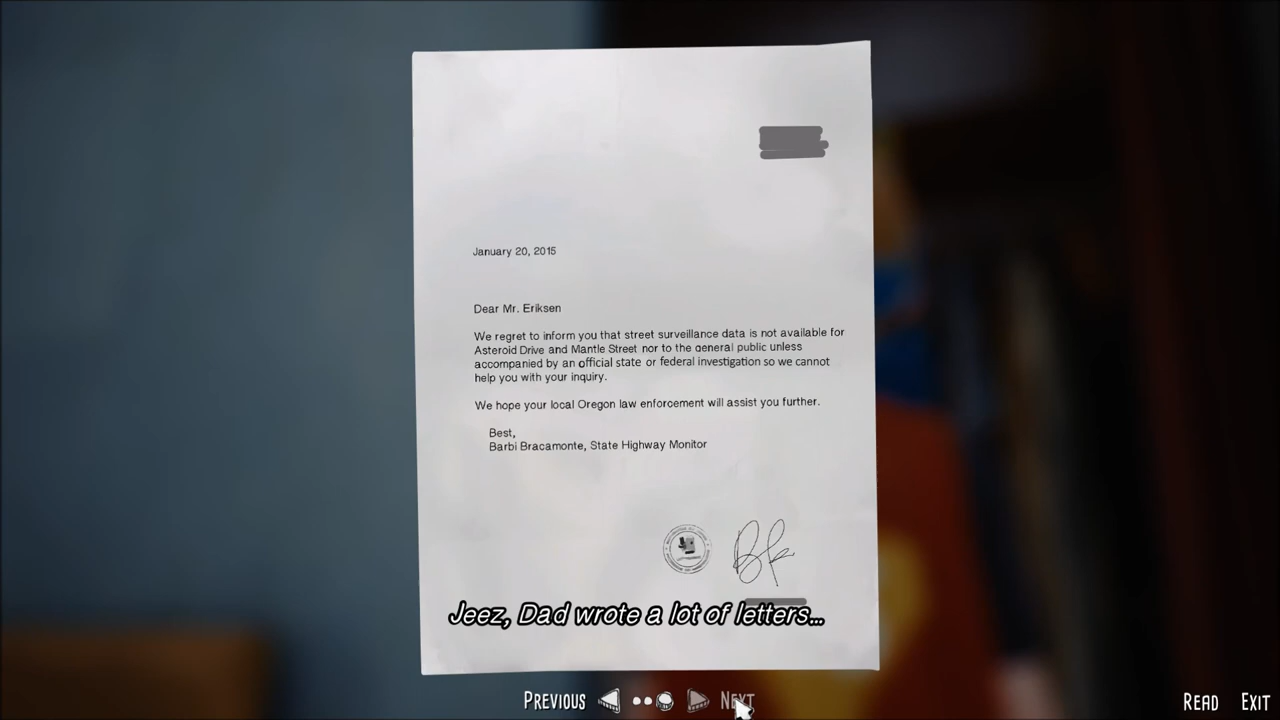 January 20, 2015
Dear Mr. Eriksen
We regret to inform you that street surveillance data is not available for
Asteroid Drive and Mantle Street nor to the general public unless
accompanied by an official state or federal investigation so we cannot
help you with your inquiry.
We hope your local Oregon law enforcement will assist you further.
Best,
Barbi Bracamonte, State Highway Monitor
Jeez, Dad wrote a lot of letters...
PREVIOUS
NEXT
READ
EXIT